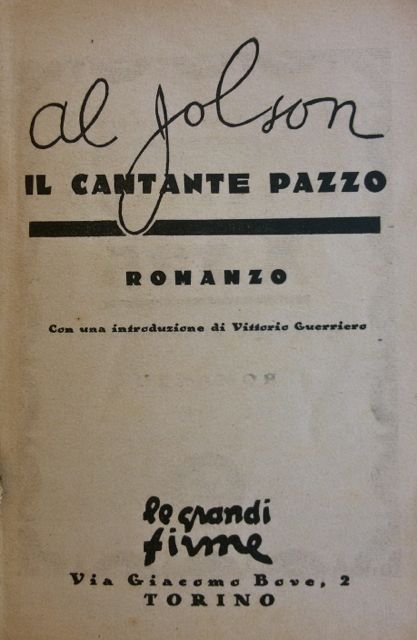 al Jolson
IL CANTANTE PAZZO
ROMANZO
Con una introduzione di Vittorio Guerriero
le grandi
firme
Via Giacomo Bove, 2
TORINO